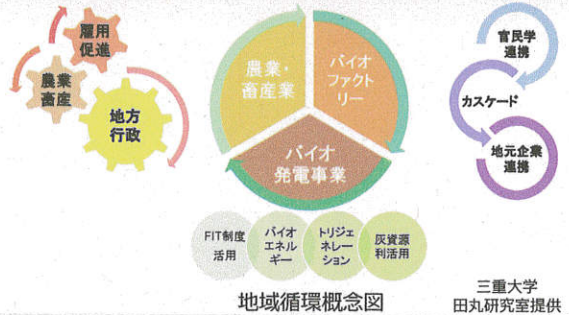 雇用
促進
農業
畜産
地方
行政
農業・
畜産業
バイオ
ファクト
リー
バイオ
発電事業
官民学
連携
カスケード
地元企業
連携
FIT制度
活用
バイオ
エネル
ギー
トリジェ
ネレー
ション
灰資源
利活用
地域循環概念図
三重大学
田丸研究室提供